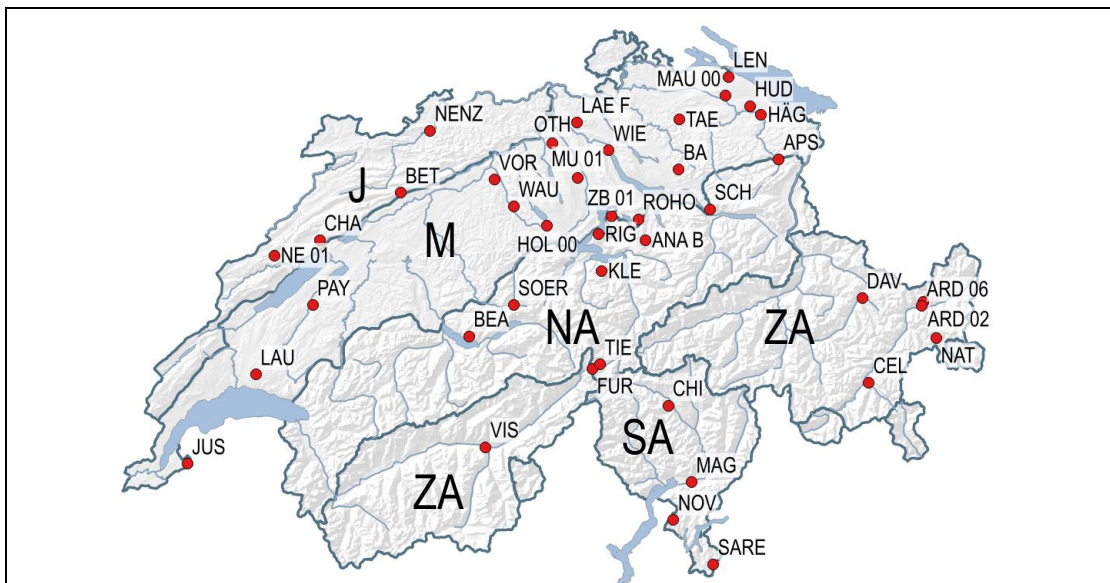 LEN
MAU 00
HUD
NENZ
LAE F
TAE
HÄG
OTH
WIE
MU 01
BA
APS
VOR
J
BET
WAU
ZB 01
ROHO
SCH
CHA
M
HOL 00
RIG
ANA B
NE 01
KLE
PAY
SOER
DAV
ARD 06
BEA
NA
ZA
ARD 02
NAT
TIE
LAU
FUR
CEL
CHI
VIS
SA
JUS
ZA
MAG
NOV
SARE